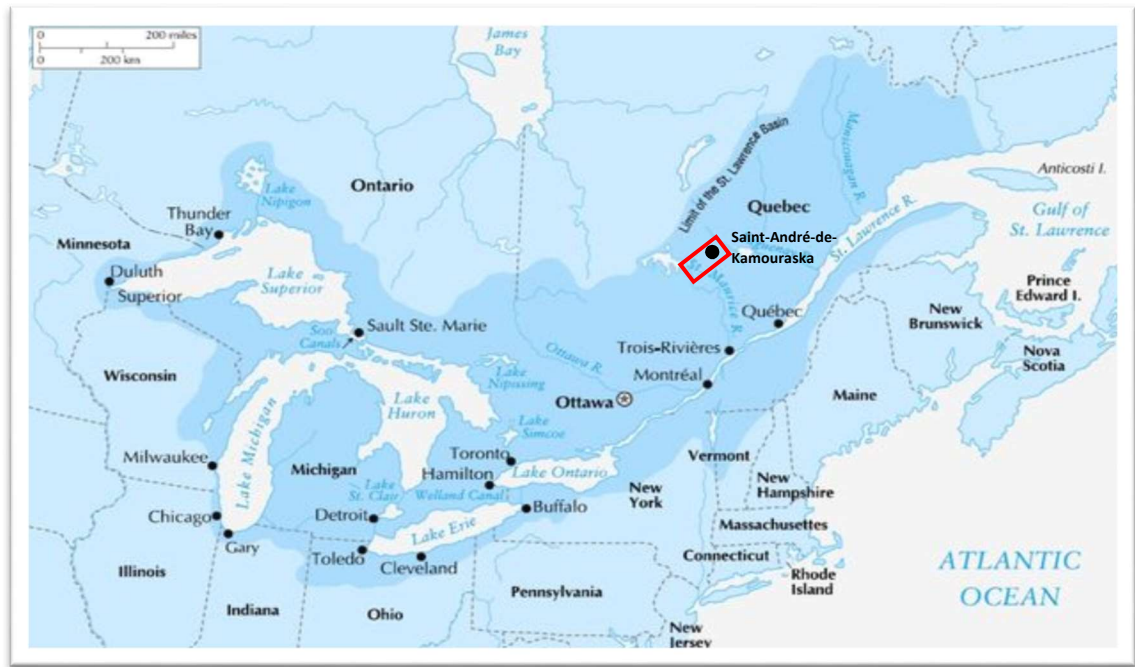 0 200 miles
0 200 km
James
Bay
Limit of the St. Lawrence Basin
Manicouagan R.
Anticosti I.
Ontario
Lake
Nipigon
Quebec
Gulf of
St. Lawrence
St. Lawrence R.
Thunder
Bay
Saint-André-de-
Kamouraska
Minnesota
Duluth
Superior
Lake
Superior
St. Maurice R.
Prince
Edward I.
New
Brunswick
Québec
Soo
Canals
Sault Ste. Marie
Trois-Rivières
Nova
Scotia
Ottawa R.
Wisconsin
Lake
Nipissing
Montréal
Maine
Lake
Huron
Ottawa
Lake Michigan
Lake
Simcoe
Milwaukee
Michigan
Toronto
Hamilton
Lake Ontario
Vermont
New
Hampshire
Lake
St. Clair
Welland Canal
New
York
Chicago
Detroit
Buffalo
Massachusetts
Gary
Lake Erie
Toledo
Cleveland
Connecticut
Rhode
Island
ATLANTIC
OCEAN
Illinois
Indiana
Ohio
Pennsylvania
New
Jersey